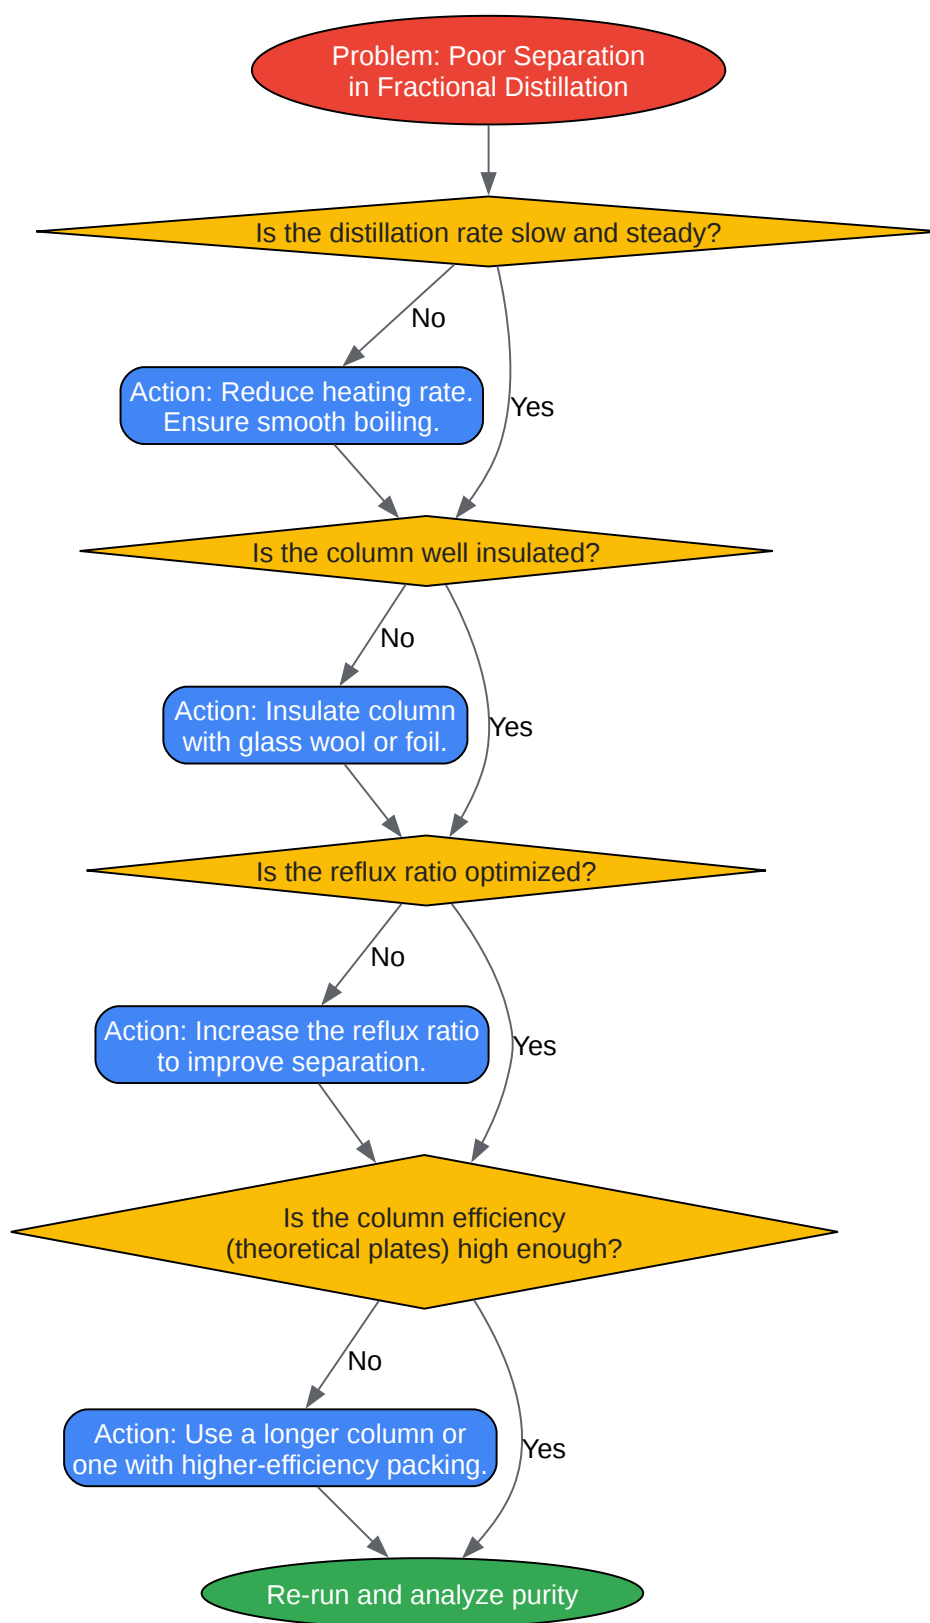 Problem: Poor Separation
in Fractional Distillation
Is the distillation rate slow and steady?
No
Action: Reduce heating rate.
Ensure smooth boiling.
Yes
Is the column well insulated?
No
Action: Insulate column
with glass wool or foil.
Yes
Is the reflux ratio optimized?
No
Action: Increase the reflux ratio
to improve separation.
Yes
Is the column efficiency
(theoretical plates) high enough?
No
Action: Use a longer column or
one with higher-efficiency packing.
Yes
Re-run and analyze purity